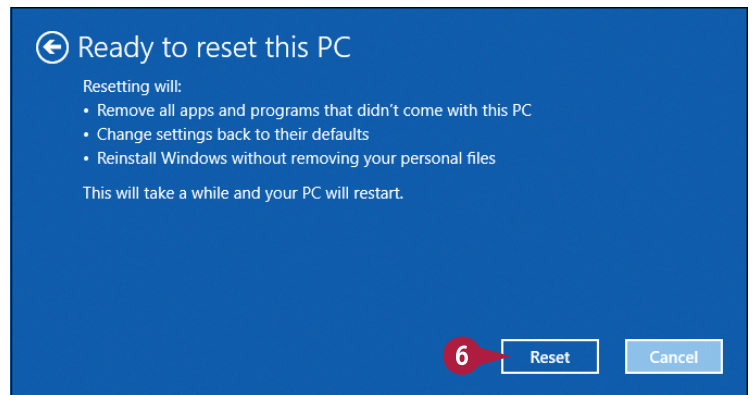 Ready to reset this PC
Resetting will:
• Remove all apps and programs that didn't come with this PC
• Change settings back to their defaults
• Reinstall Windows without removing your personal files
This will take a while and your PC will restart.
6 Reset Cancel